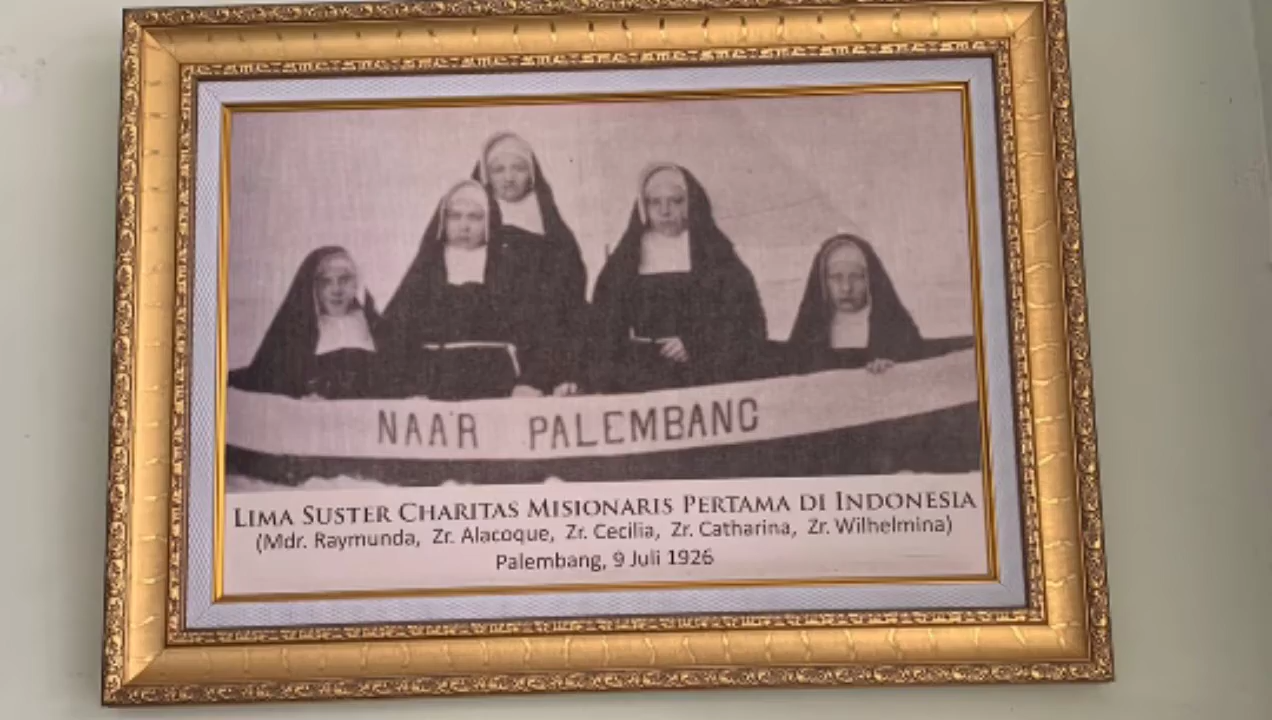 NAAR PALEMBANG
LIMA SUSTER CHARITAS MISIONARIS PERTAMA DI INDONESIA
(Mdr. Raymunda, Zr. Alacoque, Zr. Cecilia, Zr. Catharina, Zr. Wilhelmina)
Palembang, 9 Juli 1926